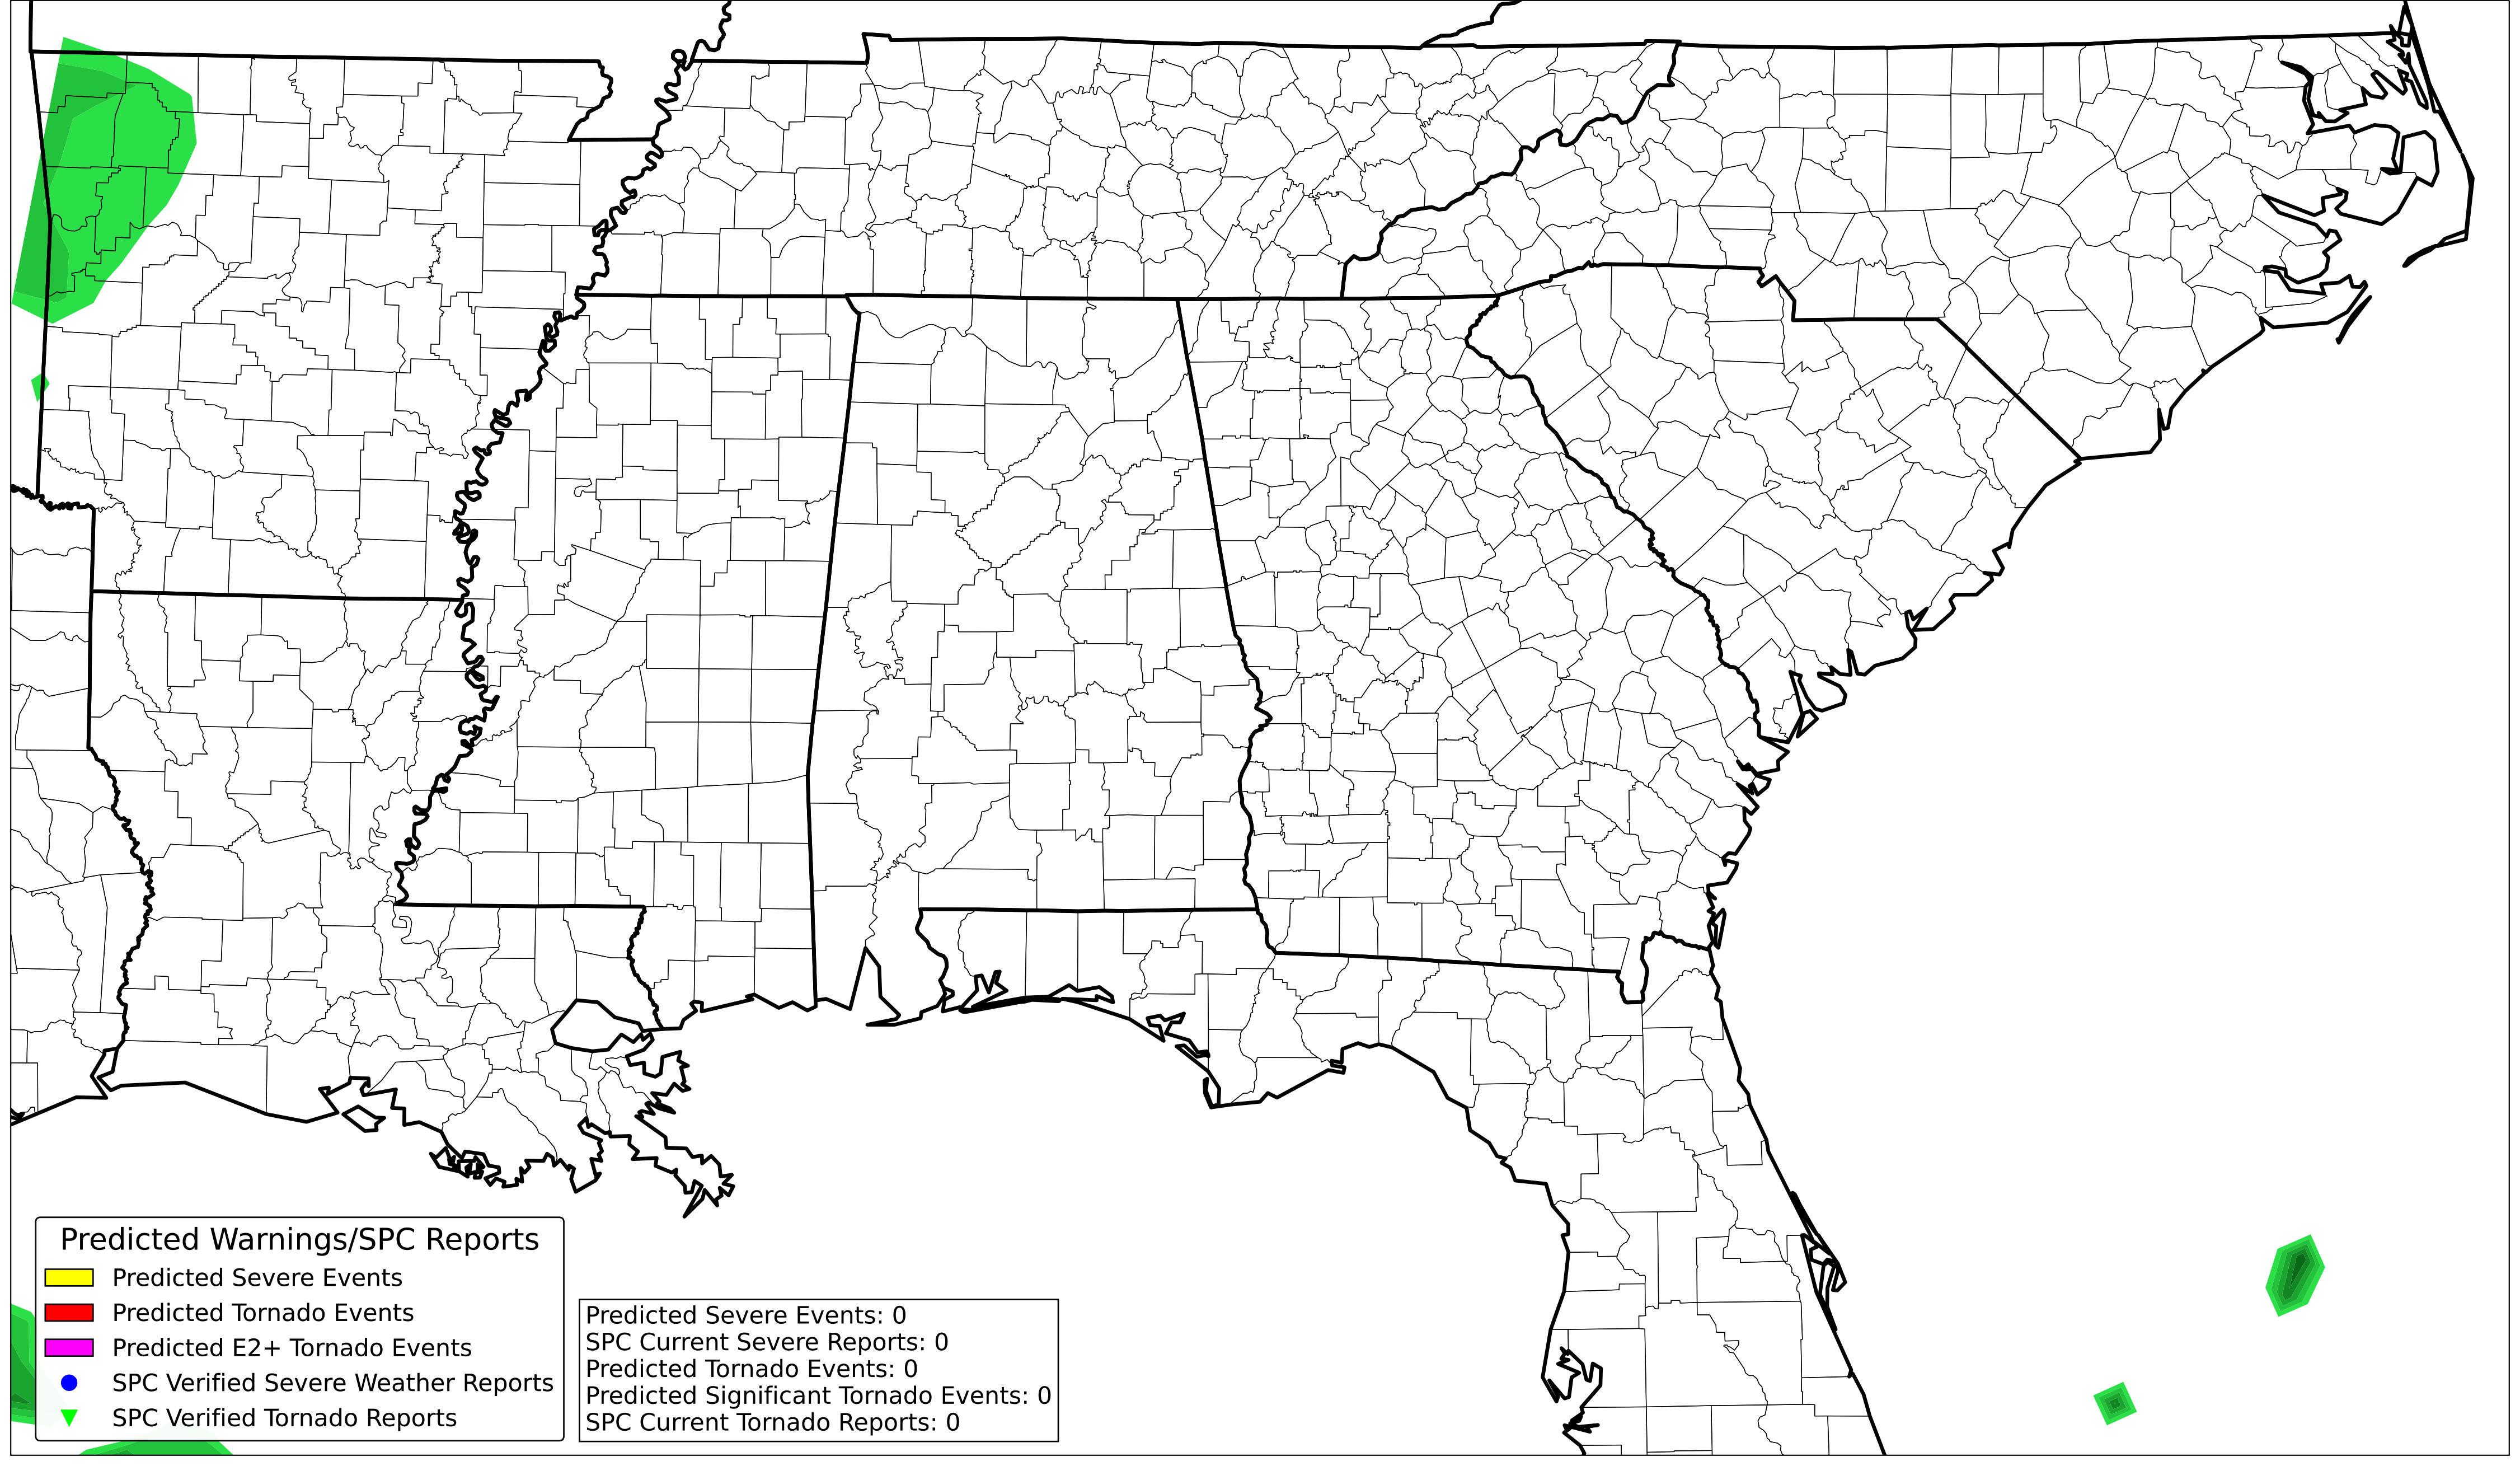 Predicted Warnings/SPC Reports
Predicted Severe Events
Predicted Tornado Events
Predicted E2+ Tornado Events
SPC Verified Severe Weather Reports
SPC Verified Tornado Reports
Predicted Severe Events: 0
SPC Current Severe Reports: 0
Predicted Tornado Events: 0
Predicted Significant Tornado Events: 0
SPC Current Tornado Reports: 0